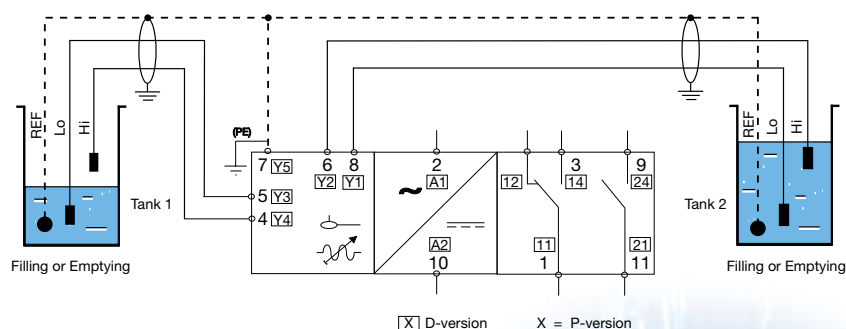 REF
Lo
Hi
Tank 1
Filling or Emptying
(PE)
7 Y5
6
Y2
8
Y1
5 Y3
4 Y4
2
A1
~
A2
10
12
3
14
9
24
11
1
21
11
REF
Lo
Hi
Tank 2
Filling or Emptying
X D-version X = P-version